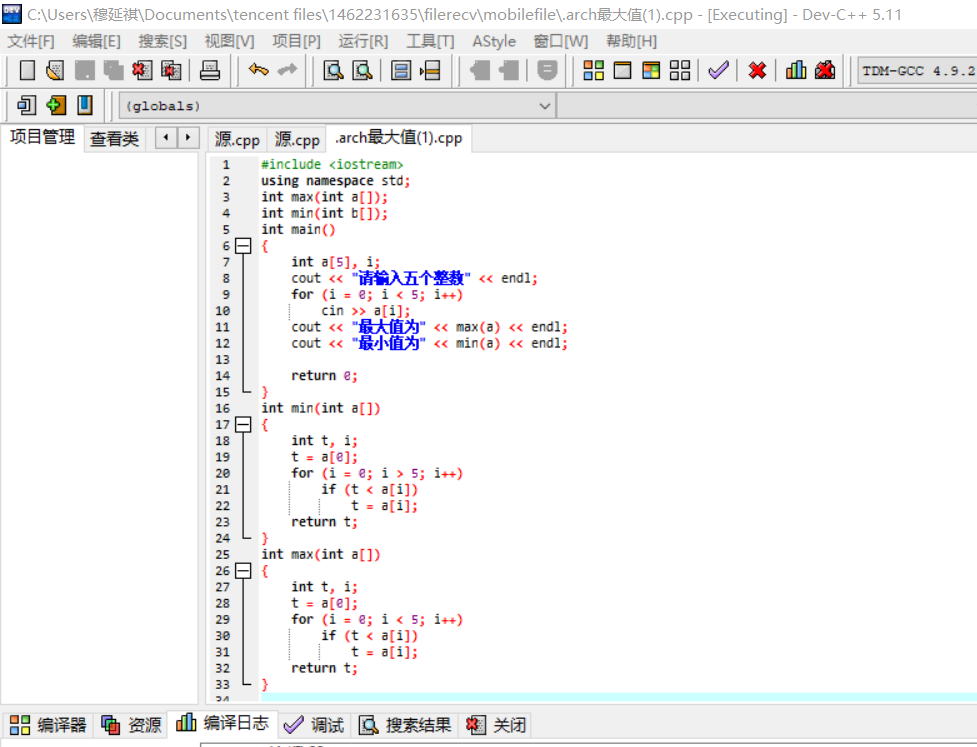 C:\Users\穆延祺\Documents\tencent files\1462231635\filerecv\mobilefile\.arch最大值(1).cpp - [Executing] - Dev-C++ 5.11
文件[F] 编辑[E] 搜索[S] 视图[V] 项目[P] 运行[R] 工具[T] AStyle 窗口[W] 帮助[H]
TDM-GCC 4.9.2
(globals)
项目管理 查看类 源.cpp 源.cpp .arch最大值(1).cpp
1 #include <iostream>
2 using namespace std;
3 int max(int a[]);
4 int min(int b[]);
5 int main()
6 {
7 int a[5], i;
8 cout << "请输入五个整数" << endl;
9 for (i = 0; i < 5; i++)
10 cin >> a[i];
11 cout << "最大值为" << max(a) << endl;
12 cout << "最小值为" << min(a) << endl;
13
14 return 0;
15 }
16 int min(int a[])
17 {
18 int t, i;
19 t = a[0];
20 for (i = 0; i > 5; i++)
21 if (t < a[i])
22 t = a[i];
23 return t;
24 }
25 int max(int a[])
26 {
27 int t, i;
28 t = a[0];
29 for (i = 0; i < 5; i++)
30 if (t < a[i])
31 t = a[i];
32 return t;
33 }
34
编译器 资源 编译日志 调试 搜索结果 关闭